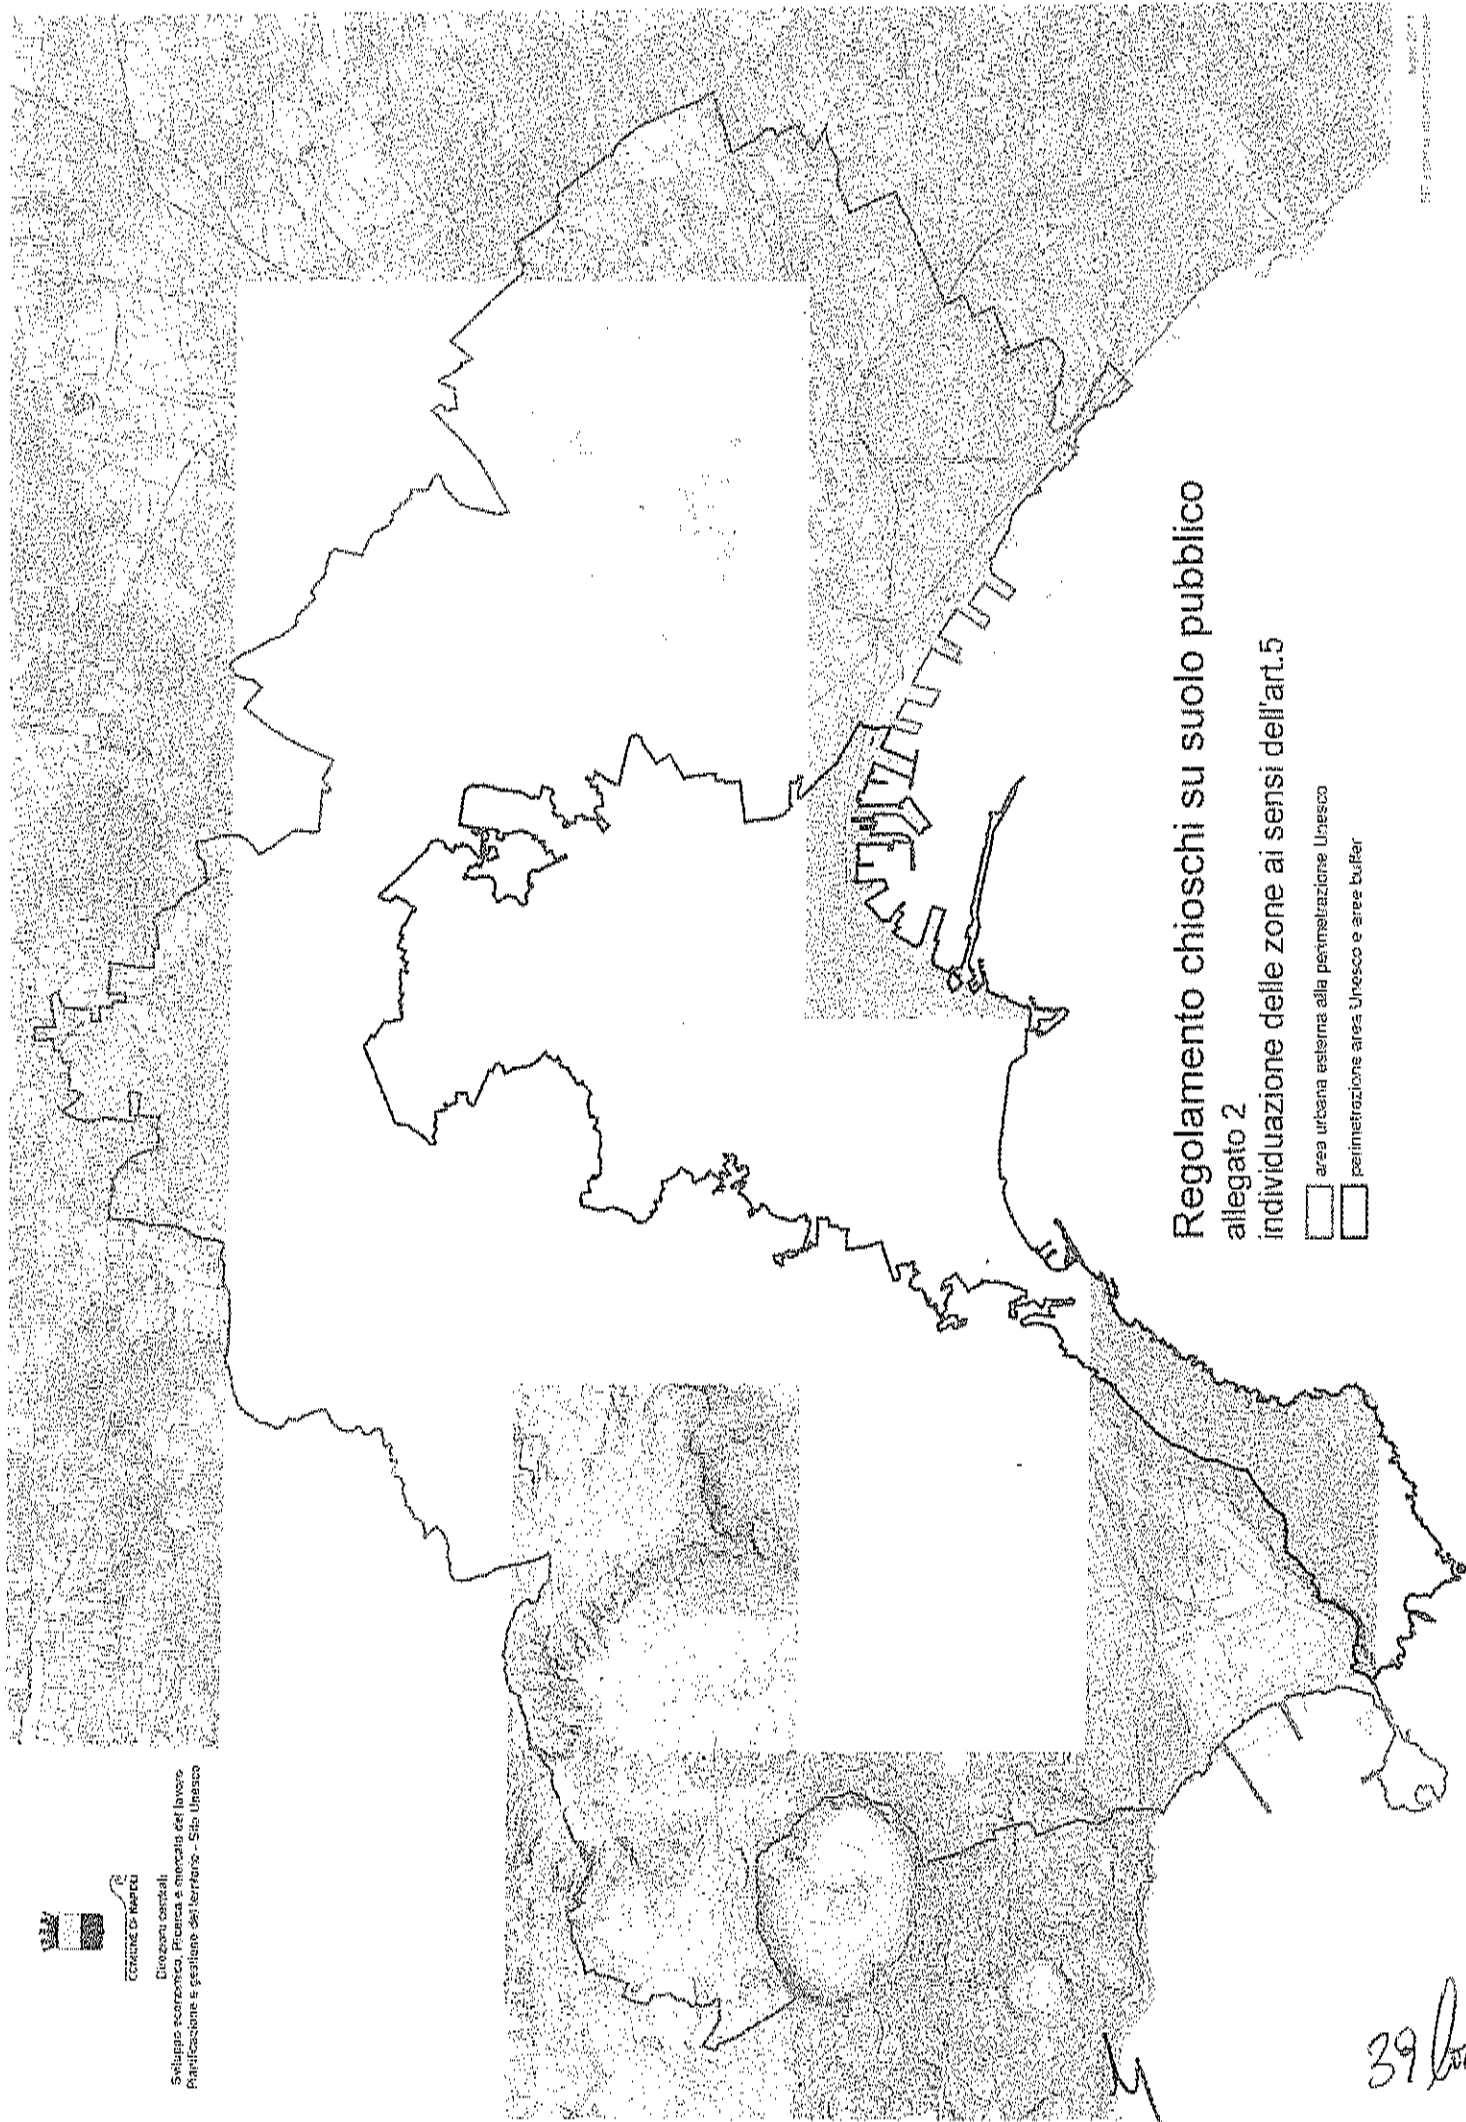 COMUNE DI NAPOLI
Direzioni centrali
Sviluppo economico, Ricerca e mercato del lavoro
Pianificazione e gestione del territorio - Sito Unesco
Regolamento chioschi su suolo pubblico
allegato 2
individuazione delle zone ai sensi dell'art.5
area urbana esterna alla perimetrazione Unesco
perimetrazione area Unesco e aree buffer
39